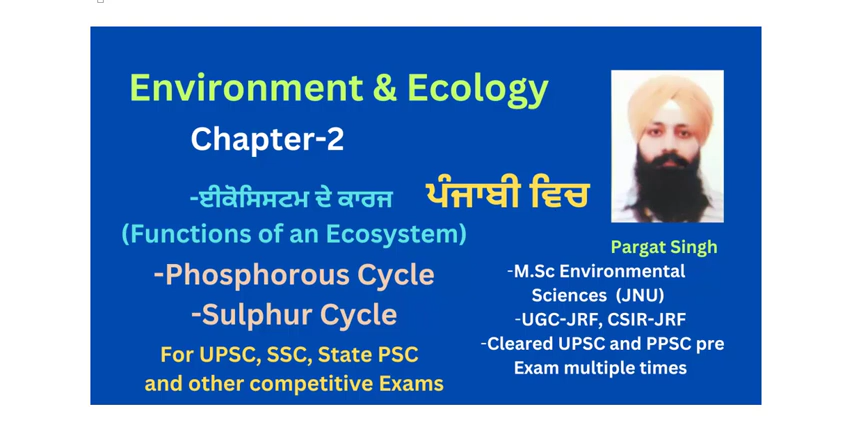 Environment & Ecology
Chapter-2
-ਈਕੋਸਿਸਟਮ ਦੇ ਕਾਰਜ
ਪੰਜਾਬੀ ਵਿਚ
(Functions of an Ecosystem)
-Phosphorous Cycle
-Sulphur Cycle
For UPSC, SSC, State PSC
and other competitive Exams
Pargat Singh
-M.Sc Environmental
Sciences (JNU)
-UGC-JRF, CSIR-JRF
-Cleared UPSC and PPSC pre
Exam multiple times